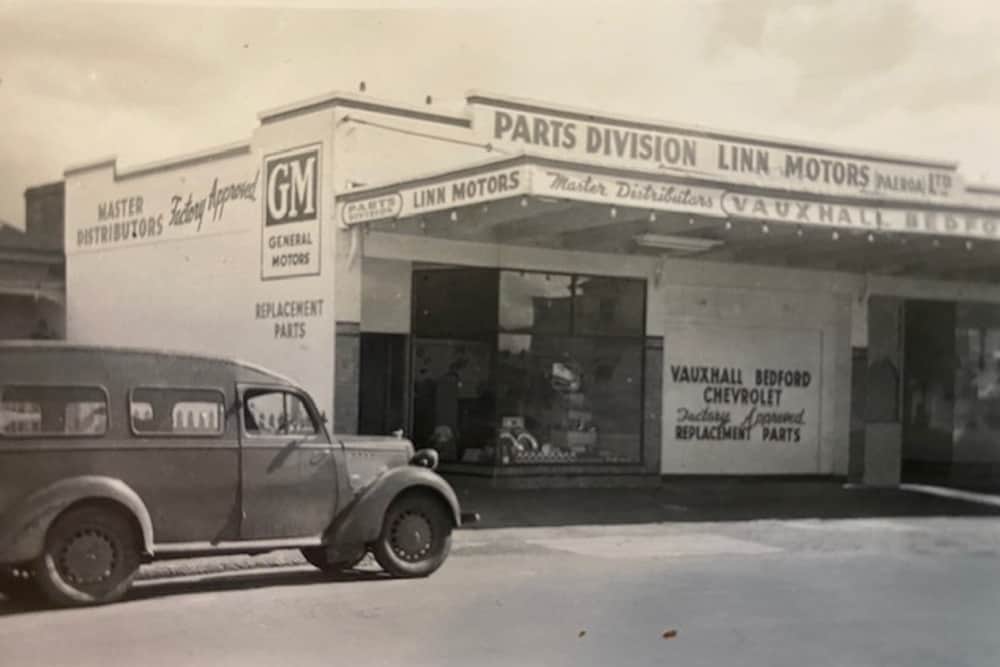 PARTS DIVISION LINN MOTORS PAEROA LTD
PARTS DIVISION LINN MOTORS Master Distributors VAUXHALL BEDFO
MASTER DISTRIBUTORS Factory Approved
GM
GENERAL
MOTORS
REPLACEMENT
PARTS
VAUXHALL BEDFORD
CHEVROLET
Factory Approved
REPLACEMENT PARTS